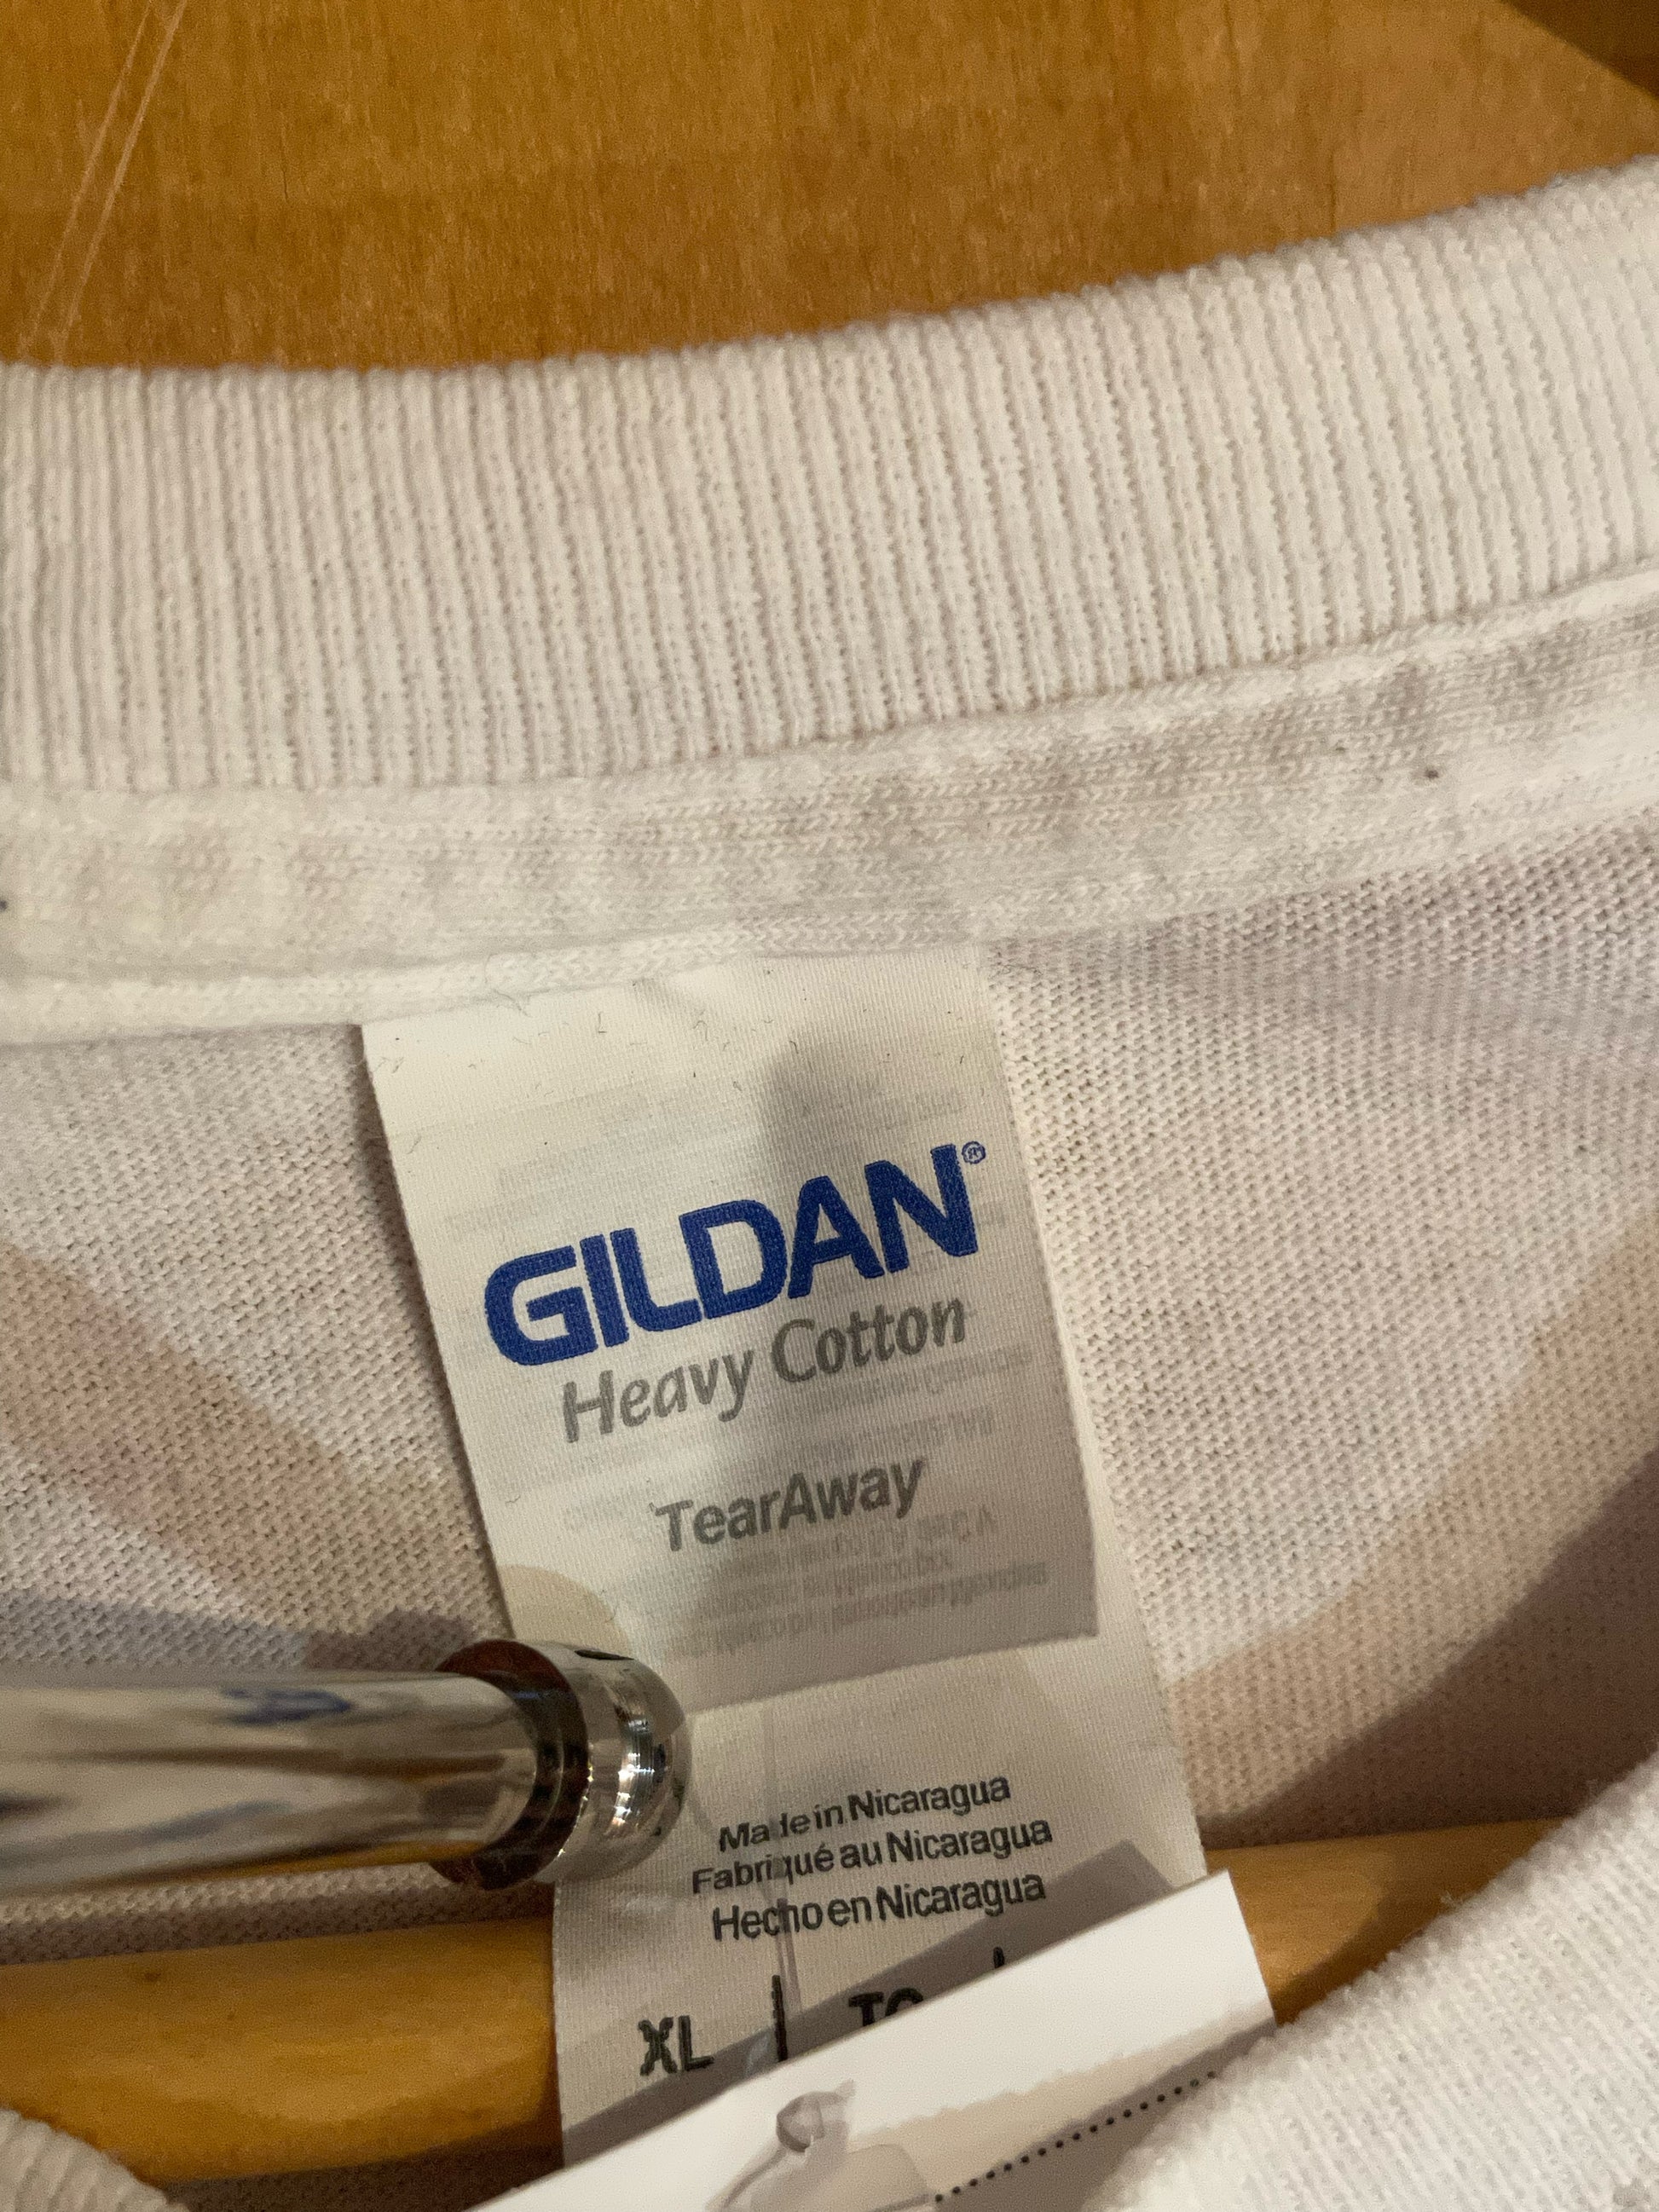 GILDAN®
Heavy Cotton
TearAway
Made in Nicaragua
Fabriqué au Nicaragua
Hecho en Nicaragua
XL